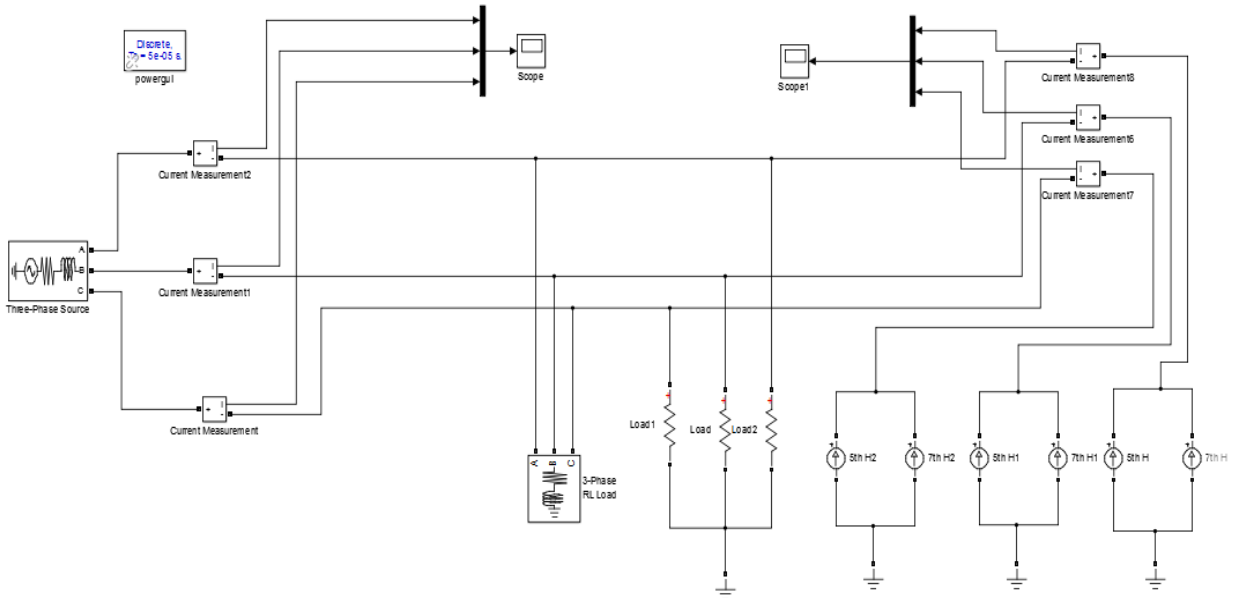 Discrete,
Ts = 5e-05 s.
powergui
Scope
Scope1
i
+
-
Current Measurement8
i
+
-
Current Measurement6
i
+
-
Current Measurement7
+
i
-
Current Measurement2
A
B
C
Three-Phase Source
+
i
-
Current Measurement1
+
i
-
Current Measurement
Load1
Load
Load2
A
B
C
3-Phase
RL Load
5th H2
7th H2
5th H1
7th H1
5th H
7th H